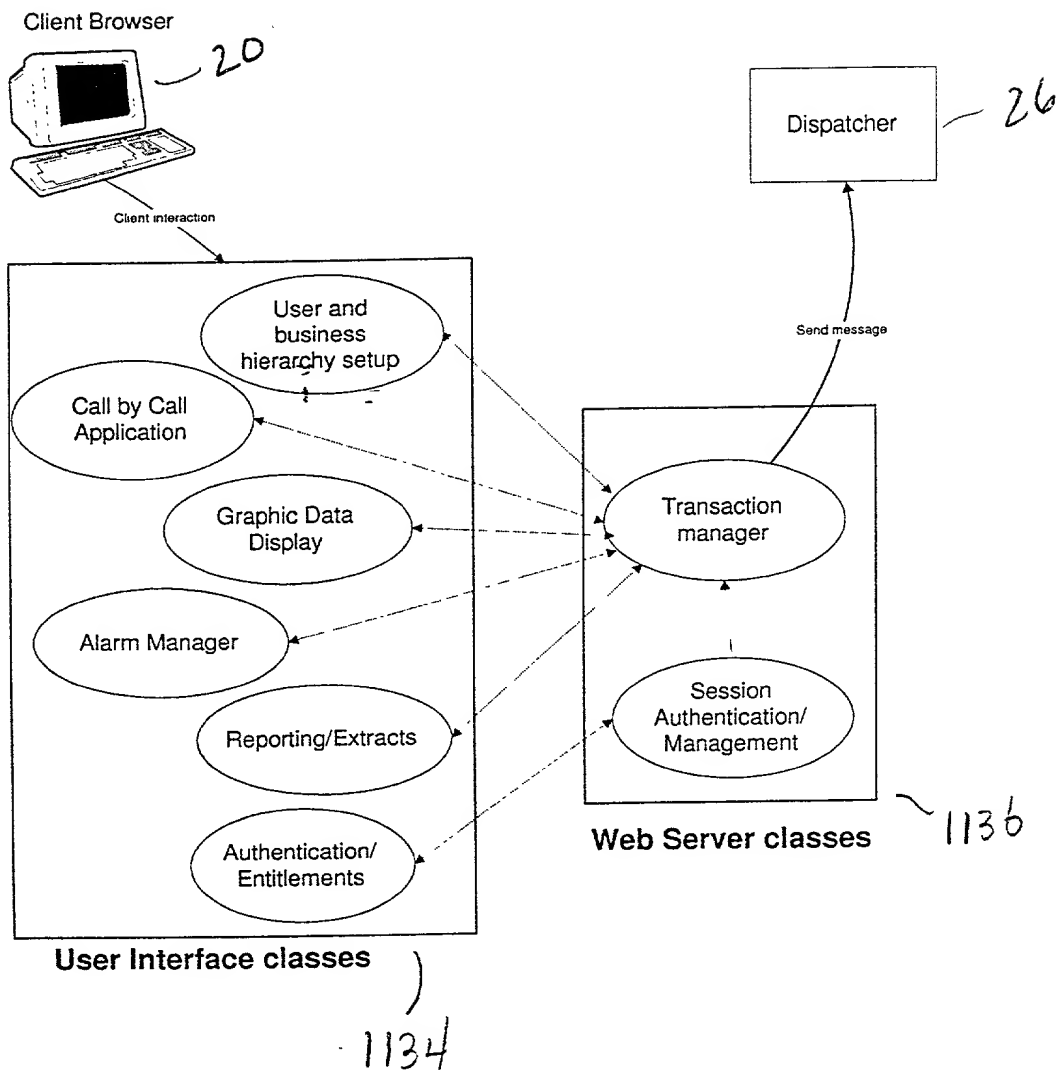 Client Browser
20
Dispatcher
26
Client interaction
User and
business
hierarchy setup
Send message
Call by Call
Application
Graphic Data
Display
Transaction
manager
Alarm Manager
Session
Authentication/
Management
Reporting/Extracts
Authentication/
Entitlements
Web Server classes
1136
User Interface classes
1134